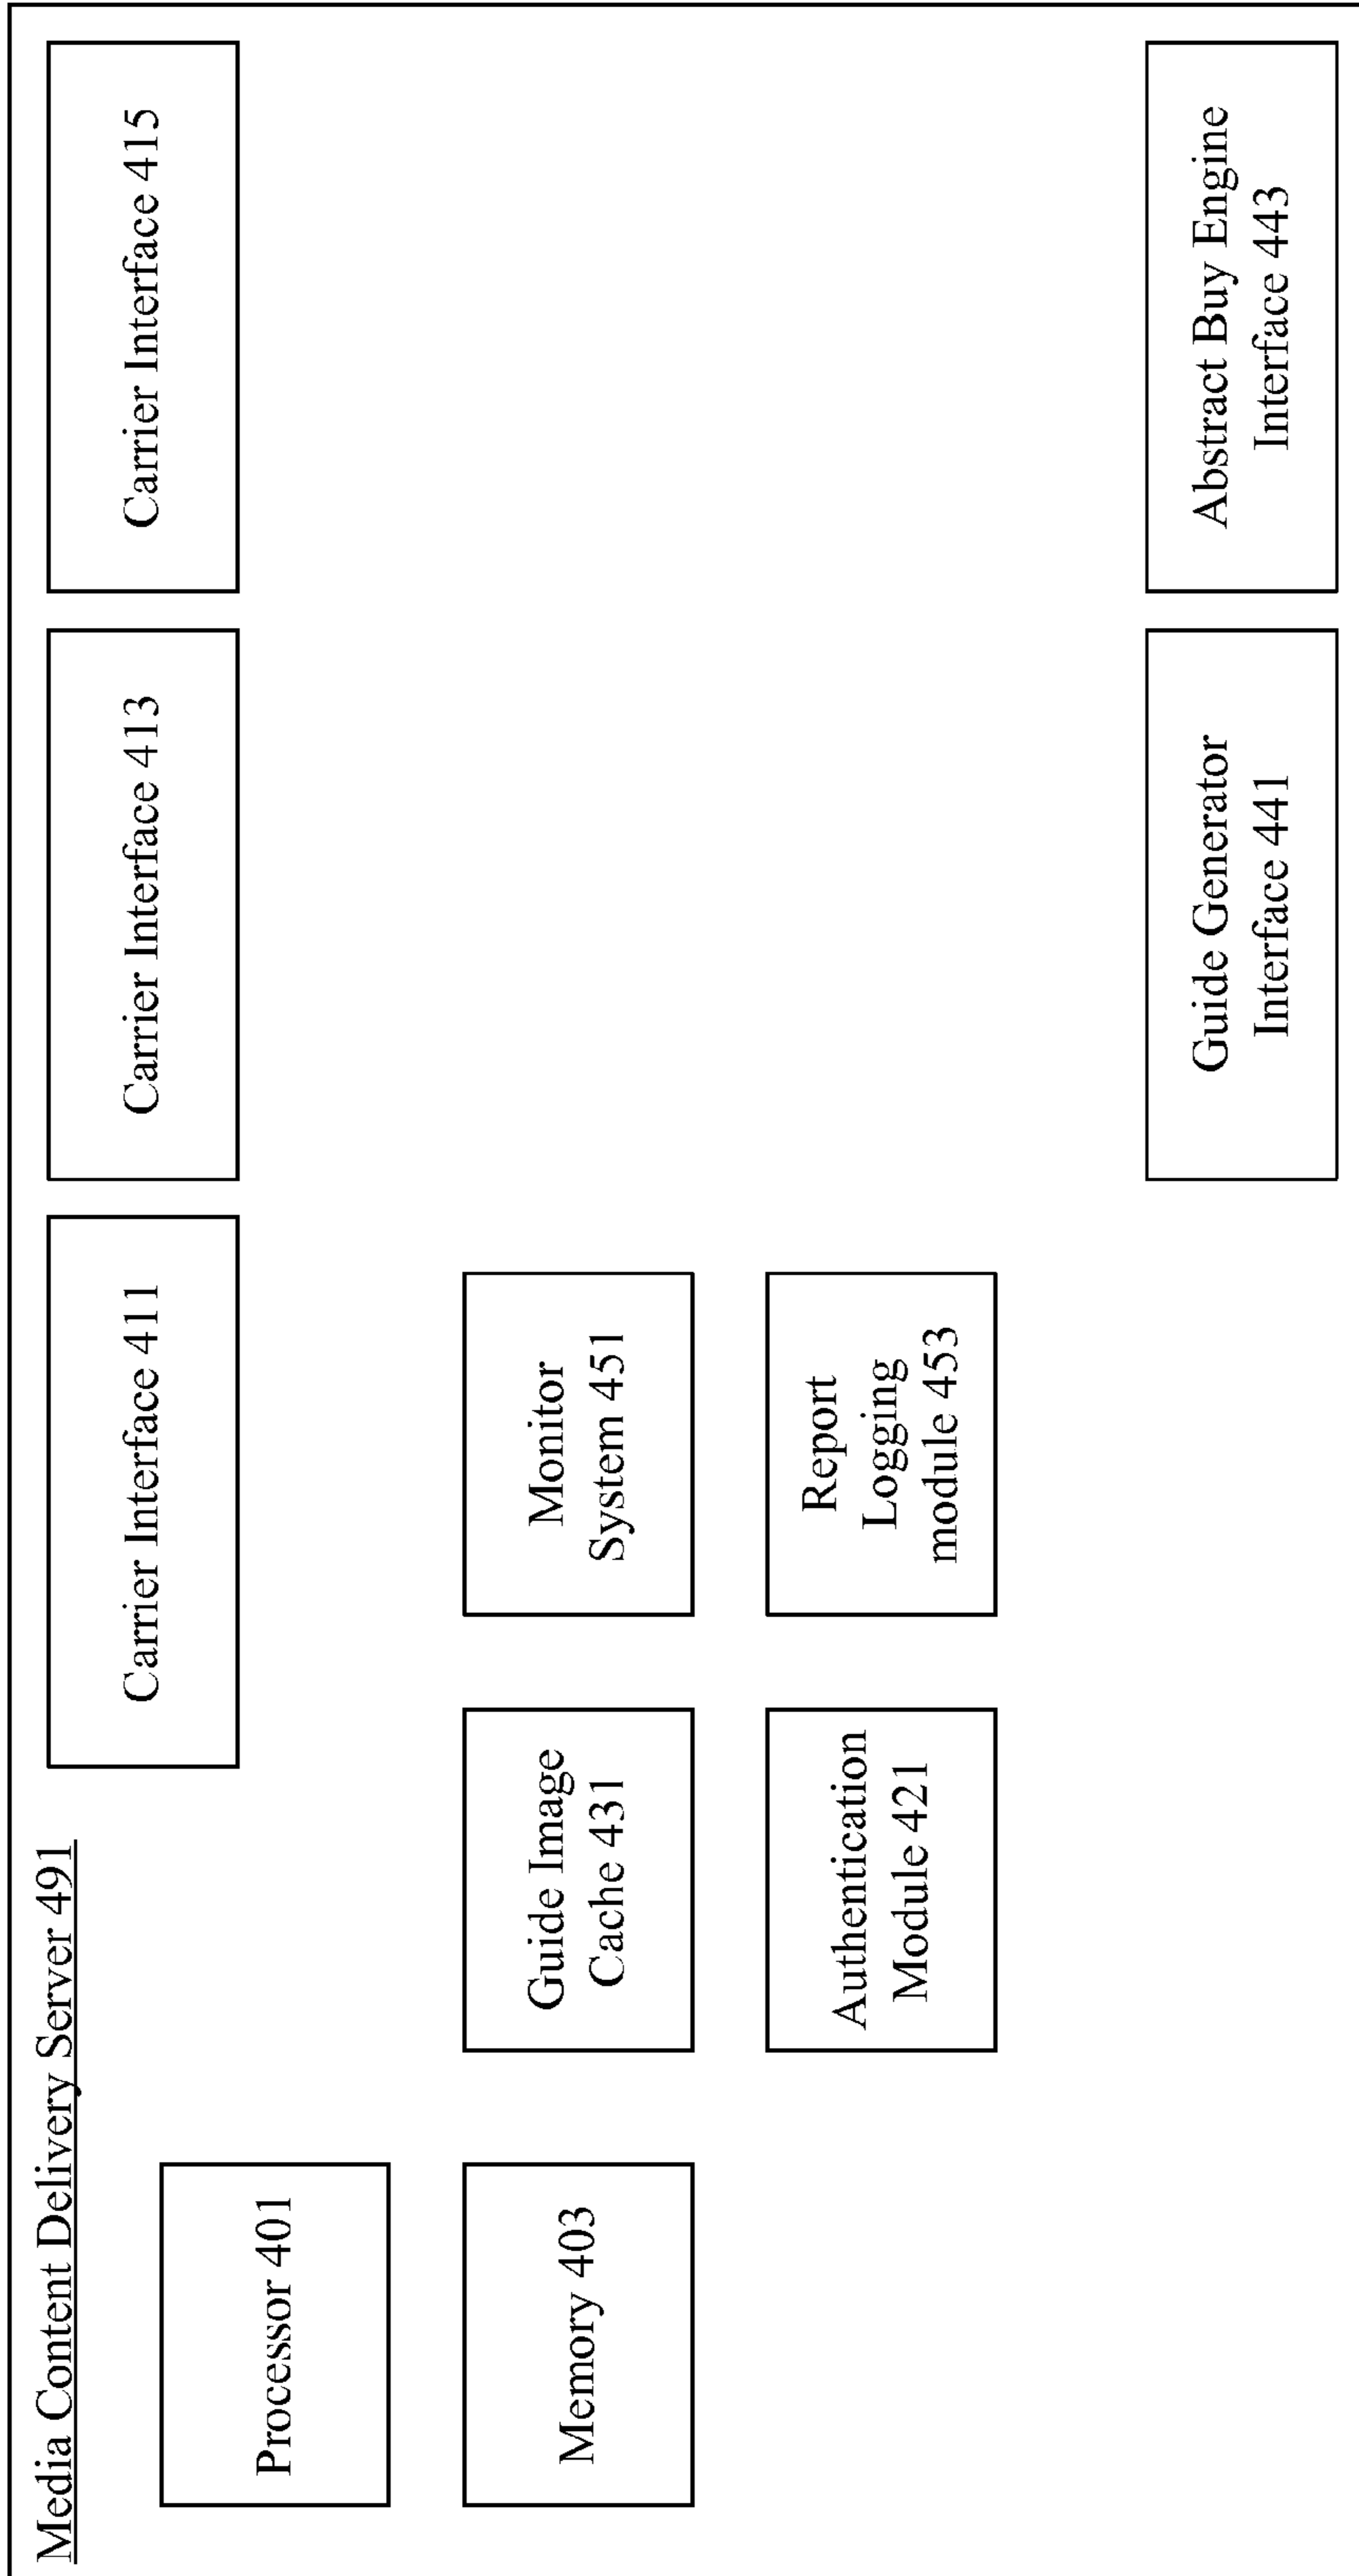 Media Content Delivery Server 491
Carrier Interface 411
Carrier Interface 413
Carrier Interface 415
Processor 401
Memory 403
Guide Image
Cache 431
Monitor
System 451
Authentication
Module 421
Report
Logging
module 453
Guide Generator
Interface 441
Abstract Buy Engine
Interface 443